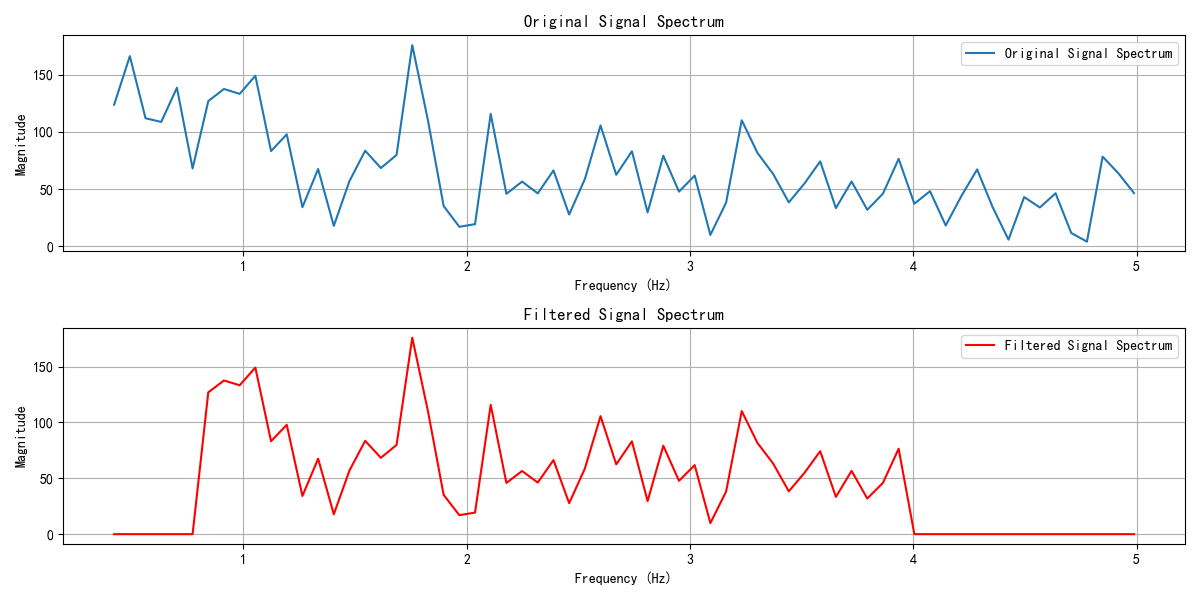 Original Signal Spectrum
Original Signal Spectrum
Magnitude
150
100
50
0
1 2 3 4 5
Frequency (Hz)
Filtered Signal Spectrum
Filtered Signal Spectrum
Magnitude
150
100
50
0
1 2 3 4 5
Frequency (Hz)